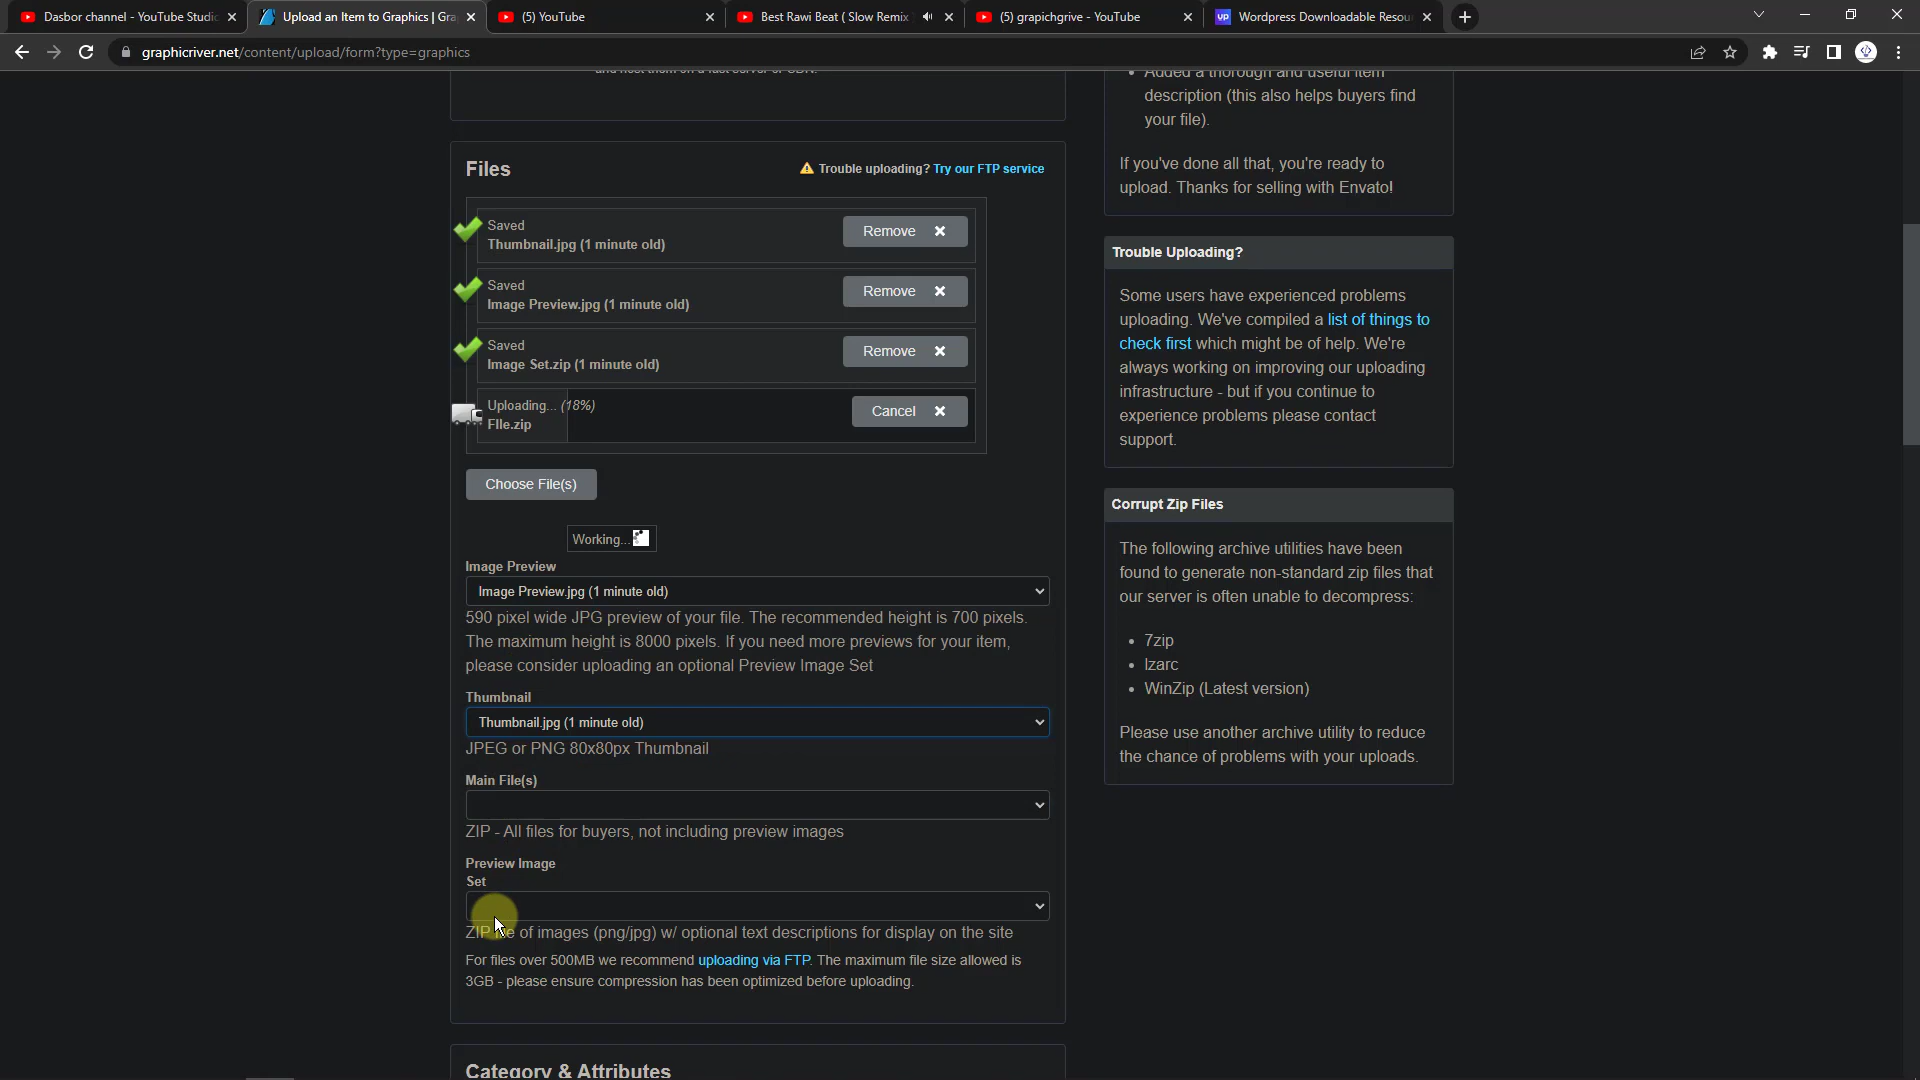 Dasbor channel - YouTube Studio
Upload an Item to Graphics | Gra
(5) YouTube
Best Rawi Beat ( Slow Remix
(5) grapichgrive - YouTube
Wordpress Downloadable Resou
graphicriver.net/content/upload/form?type=graphics
Added a thorough and useful item
description (this also helps buyers find
your file).
If you've done all that, you're ready to
upload. Thanks for selling with Envato!
Files
Trouble uploading? Try our FTP service
Saved
Thumbnail.jpg (1 minute old)
Remove
Saved
Image Preview.jpg (1 minute old)
Remove
Saved
Image Set.zip (1 minute old)
Remove
Uploading... (18%)
FIle.zip
Cancel
Choose File(s)
Working...
Image Preview
Image Preview.jpg (1 minute old)
590 pixel wide JPG preview of your file. The recommended height is 700 pixels.
The maximum height is 8000 pixels. If you need more previews for your item,
please consider uploading an optional Preview Image Set
Thumbnail
Thumbnail.jpg (1 minute old)
JPEG or PNG 80x80px Thumbnail
Main File(s)
ZIP - All files for buyers, not including preview images
Preview Image
Set
ZIP file of images (png/jpg) w/ optional text descriptions for display on the site
For files over 500MB we recommend uploading via FTP. The maximum file size allowed is
3GB - please ensure compression has been optimized before uploading.
Category & Attributes
Trouble Uploading?
Some users have experienced problems
uploading. We've compiled a list of things to
check first which might be of help. We're
always working on improving our uploading
infrastructure - but if you continue to
experience problems please contact
support.
Corrupt Zip Files
The following archive utilities have been
found to generate non-standard zip files that
our server is often unable to decompress:
7zip
Izarc
WinZip (Latest version)
Please use another archive utility to reduce
the chance of problems with your uploads.